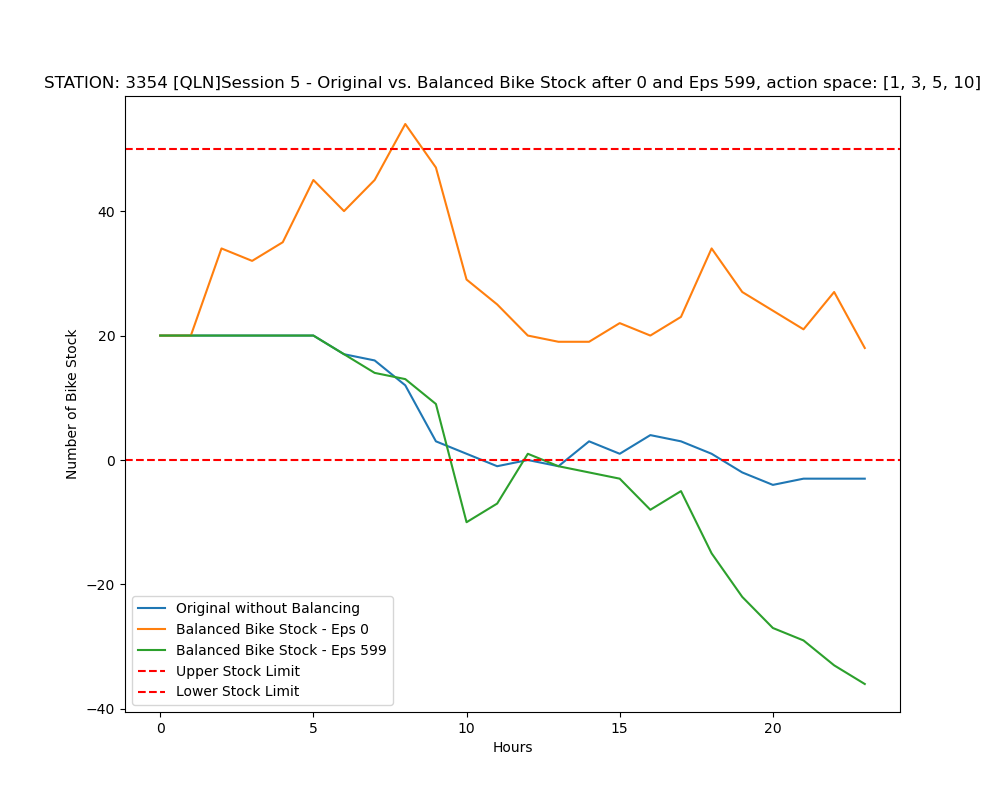 STATION: 3354 [QLN]Session 5 - Original vs. Balanced Bike Stock after 0 and Eps 599, action space: [1, 3, 5, 10]
Number of Bike Stock
40
20
0
−20
−40
Original without Balancing
Balanced Bike Stock - Eps 0
Balanced Bike Stock - Eps 599
Upper Stock Limit
Lower Stock Limit
0 5 10 15 20
Hours